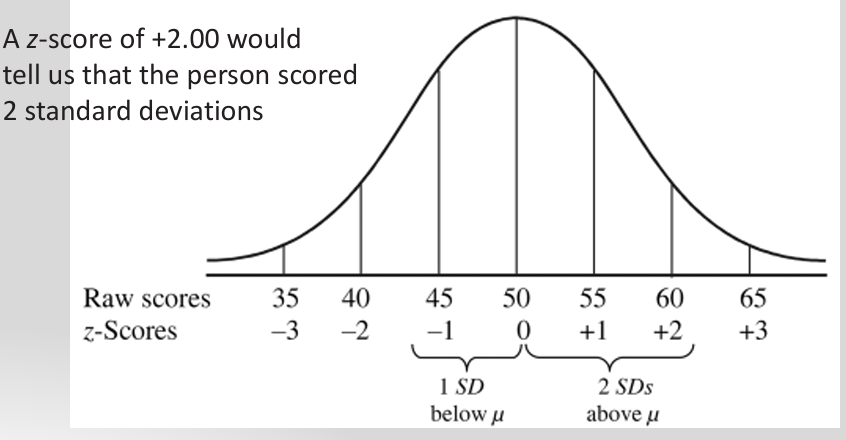 A z-score of +2.00 would
tell us that the person scored
2 standard deviations
Raw scores 35 40 45 50 55 60 65
z-Scores –3 –2 –1 0 +1 +2 +3
1 SD 2 SDs
below μ above μ